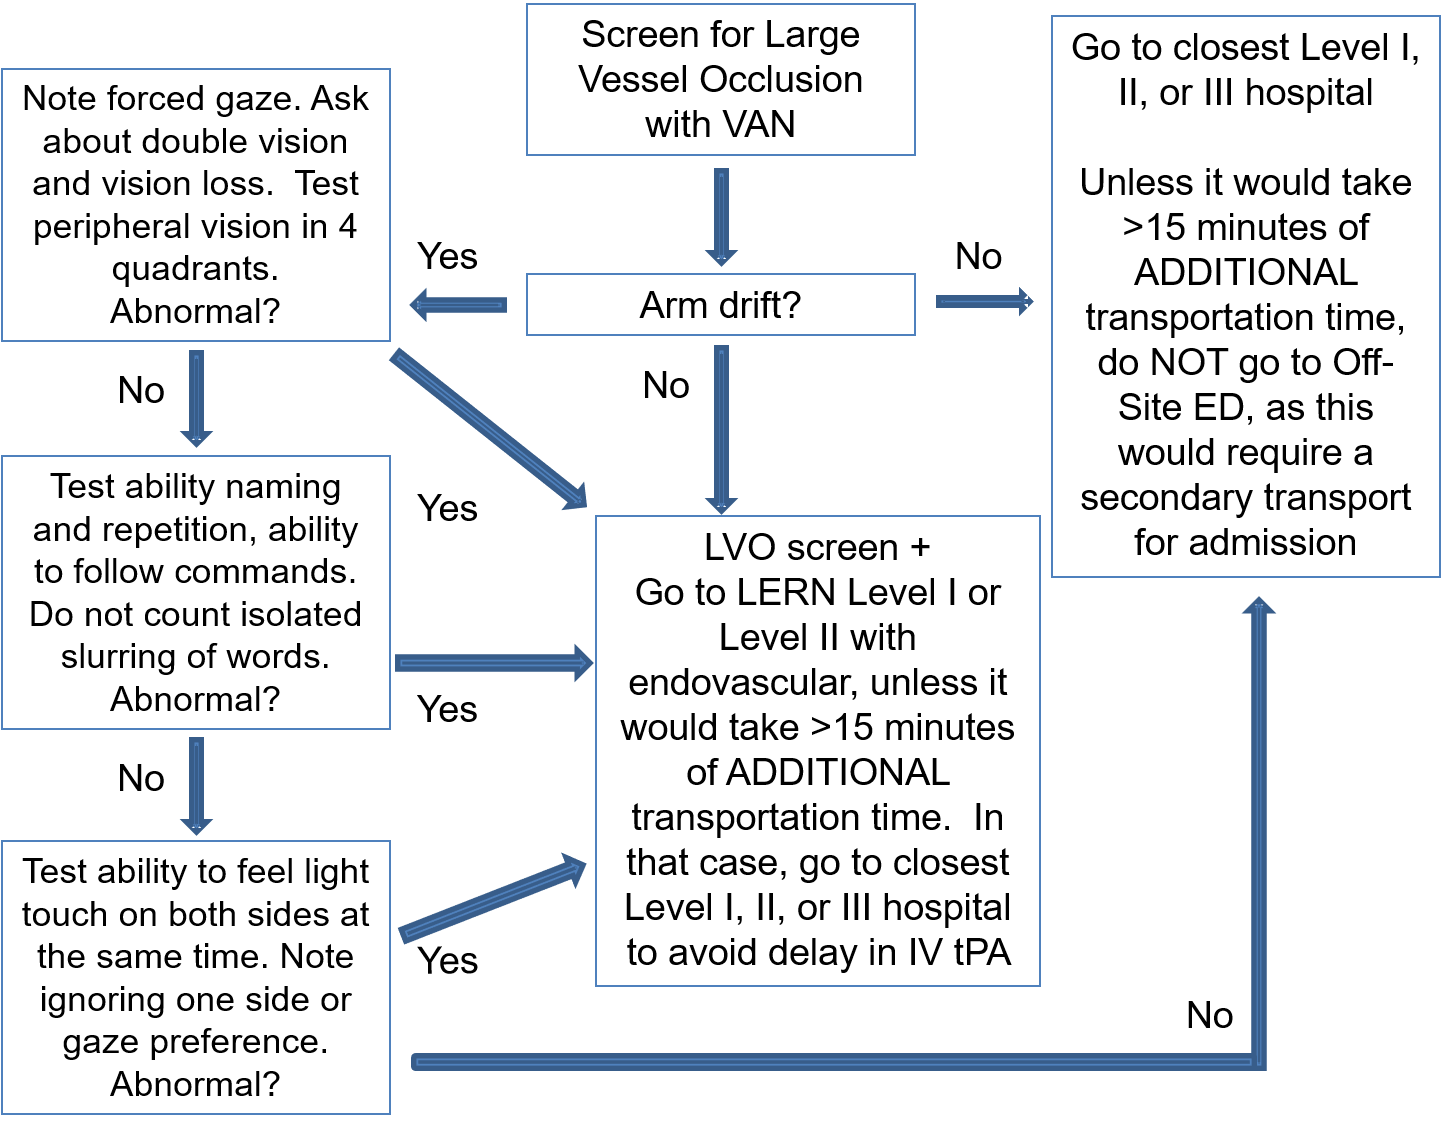 Screen for Large
Vessel Occlusion
with VAN
Arm drift?
Yes
No
No
Note forced gaze. Ask
about double vision
and vision loss.  Test
peripheral vision in 4
quadrants.
Abnormal?
No
Yes
Test ability naming
and repetition, ability
to follow commands.
Do not count isolated
slurring of words.
Abnormal?
Yes
No
Test ability to feel light
touch on both sides at
the same time. Note
ignoring one side or
gaze preference.
Abnormal?
Yes
No
LVO screen +
Go to LERN Level I or
Level II with
endovascular, unless it
would take >15 minutes
of ADDITIONAL
transportation time.  In
that case, go to closest
Level I, II, or III hospital
to avoid delay in IV tPA
Go to closest Level I,
II, or III hospital
Unless it would take
>15 minutes of
ADDITIONAL
transportation time,
do NOT go to Off-
Site ED, as this
would require a
secondary transport
for admission